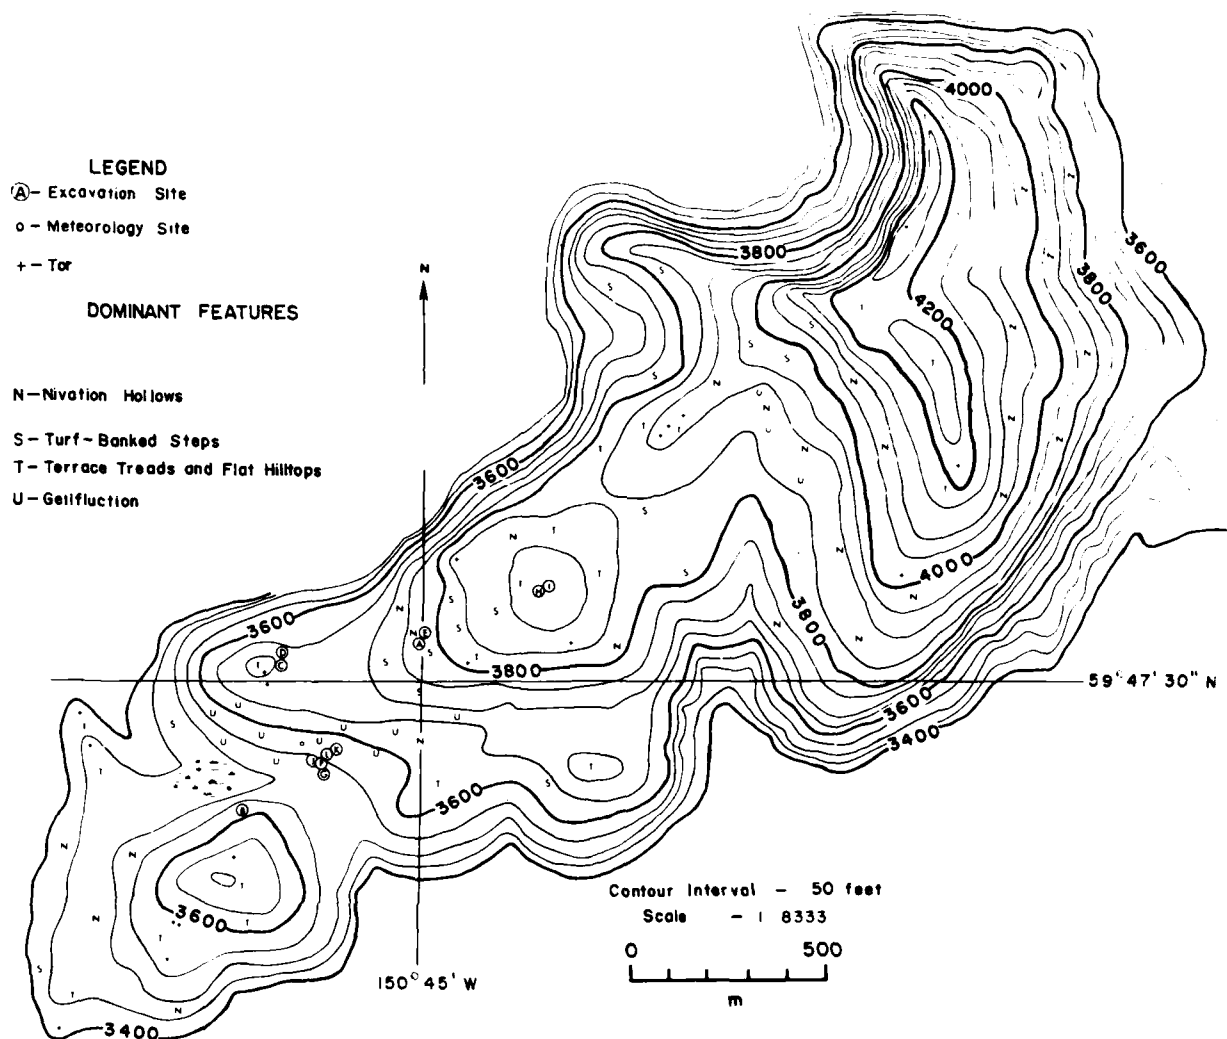 LEGEND
Ⓐ- Excavation Site
o - Meteorology Site
+ - Tor
DOMINANT FEATURES
N-Nivation Hollows
S - Turf-Banked Steps
T - Terrace Treads and Flat Hilltops
U - Gelifluction
N
4000
3600
3800
3800
4200
3600
4000
3800
3600
3800
59°47'30" N
3600
3400
3600
3600
3400
150°45' W
Contour Interval - 50 feet
Scale - 1 8333
0 500
m